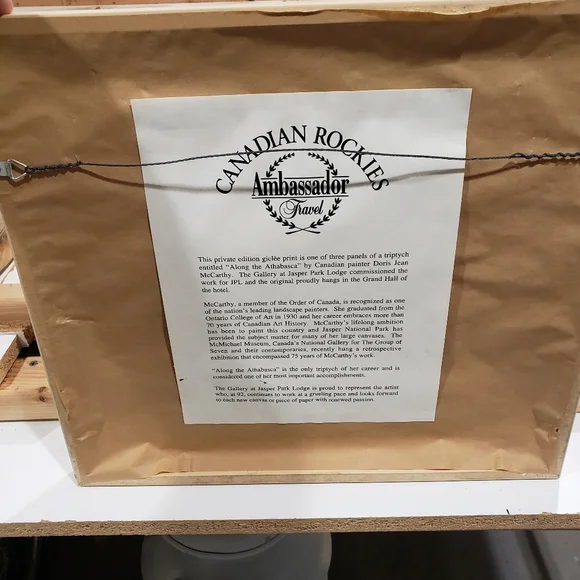 CANADIAN ROCKIES
Ambassador
Travel
This private edition giclèe print is one of three panels of a triptych
entitled "Along the Athabasca" by Canadian painter Doris Jean
McCarthy. The Gallery at Jasper Park Lodge commissioned the
work for JPL and the original proudly hangs in the Grand Hall of
the hotel.
McCarthy, a member of the Order of Canada, is recognized as one
of the nation's leading landscape painters. She graduated from the
Ontario College of Art in 1930 and her career embraces more than
70 years of Canadian Art History. McCarthy's lifelong ambition
has been to paint this country and Jasper National Park has
provided the subject matter for many of her large canvases. The
McMichael Museum, Canada's National Gallery for The Group of
Seven and their contemporaries, recently hung a retrospective
exhibition that encompassed 75 years of McCarthy's work.
"Along the Athabasca" is the only triptych of her career and is
considered one of her most important accomplishments.
The Gallery at Jasper Park Lodge is proud to represent the artist
who, at 92, continues to work at a grueling pace and looks forward
to each new canvas or piece of paper with renewed passion.